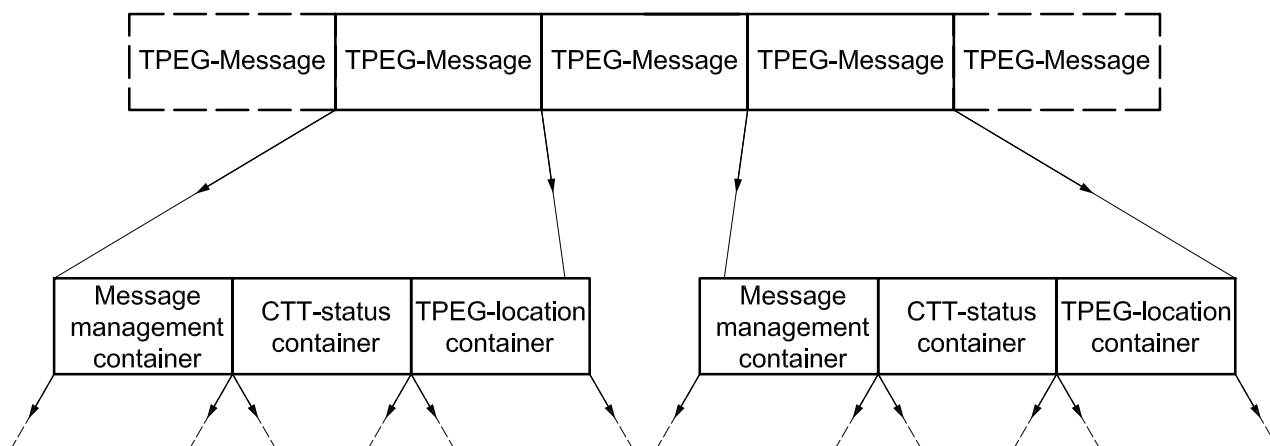 TPEG-Message TPEG-Message TPEG-Message TPEG-Message TPEG-Message
Message
management
container
CTT-status
container
TPEG-location
container
Message
management
container
CTT-status
container
TPEG-location
container